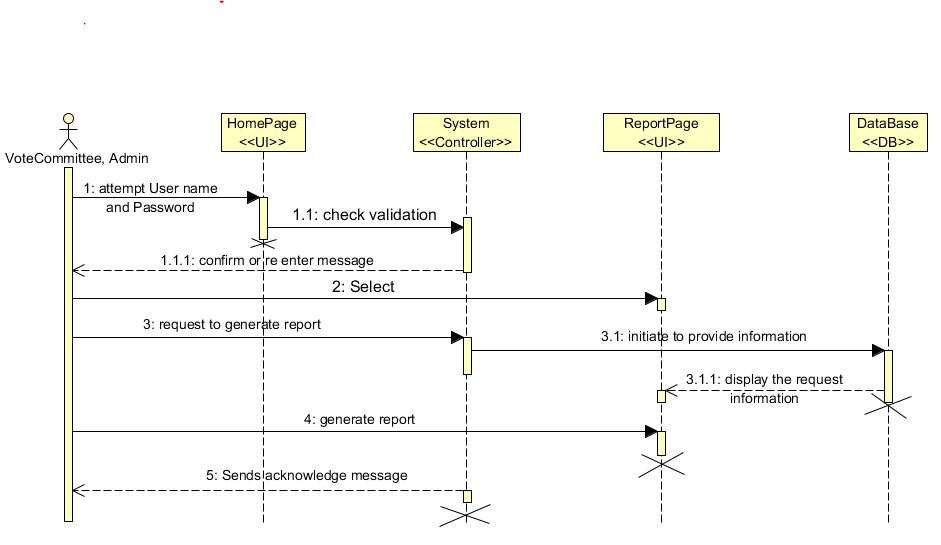 HomePage
<<UI>>
System
<<Controller>>
ReportPage
<<UI>>
DataBase
<<DB>>
VoteCommittee, Admin
1: attempt User name
and Password
1.1: check validation
1.1.1: confirm or re enter message
2: Select
3: request to generate report
3.1: initiate to provide information
3.1.1: display the request
information
4: generate report
5: Sends acknowledge message